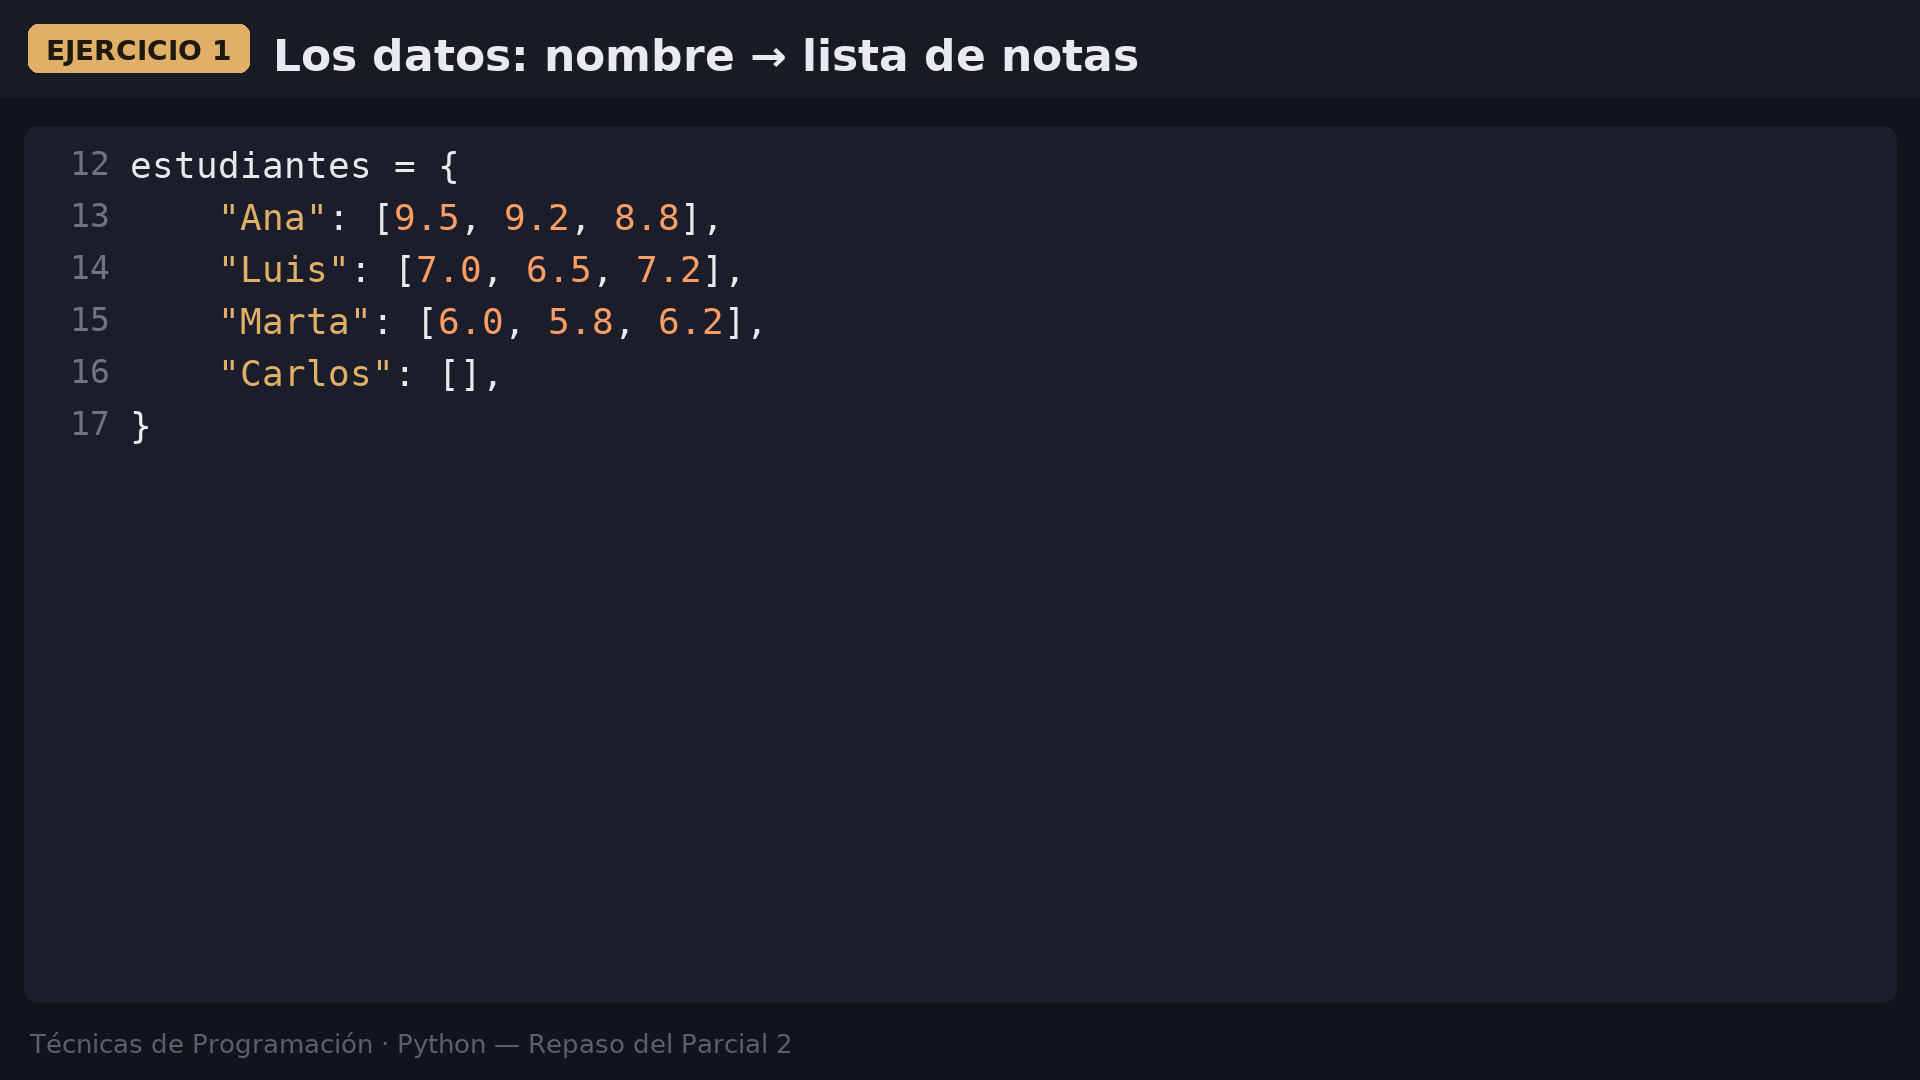 EJERCICIO 1 Los datos: nombre → lista de notas
12 estudiantes = {
13     "Ana": [9.5, 9.2, 8.8],
14     "Luis": [7.0, 6.5, 7.2],
15     "Marta": [6.0, 5.8, 6.2],
16     "Carlos": [],
17 }
Técnicas de Programación · Python — Repaso del Parcial 2